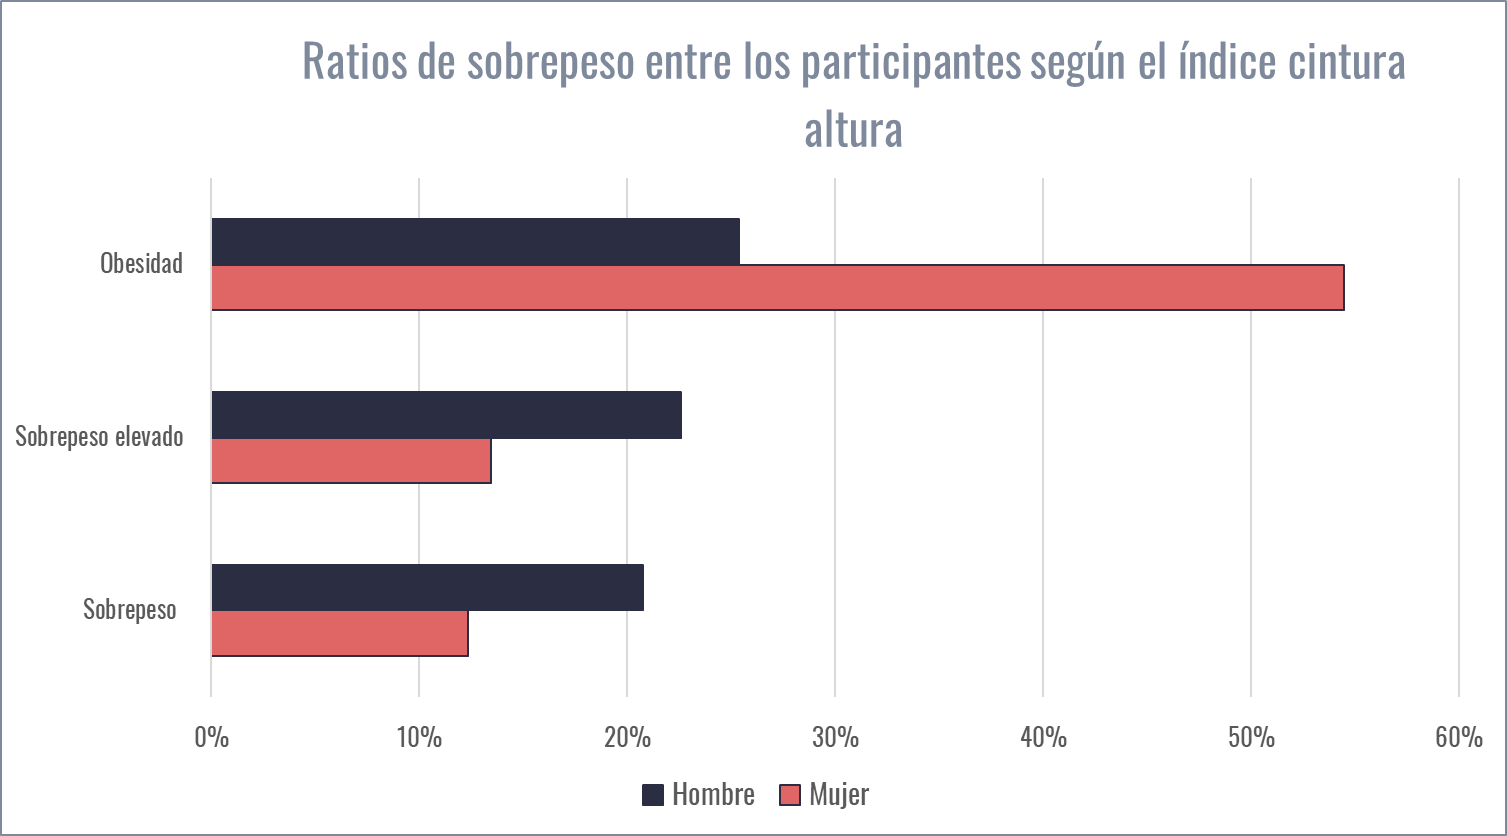 Ratios de sobrepeso entre los participantes según el índice cintura
altura
Obesidad
Sobrepeso elevado
Sobrepeso
0% 10% 20% 30% 40% 50% 60%
Hombre Mujer